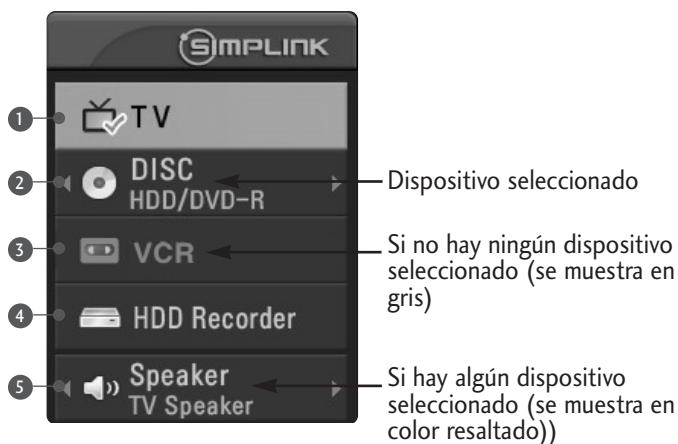 SIMPLINK
1 TV
2 DISC
HDD/DVD-R
Dispositivo seleccionado
3 VCR
Si no hay ningún dispositivo
seleccionado (se muestra en
gris)
4 HDD Recorder
5 Speaker
TV Speaker
Si hay algún dispositivo
seleccionado (se muestra en
color resaltado))